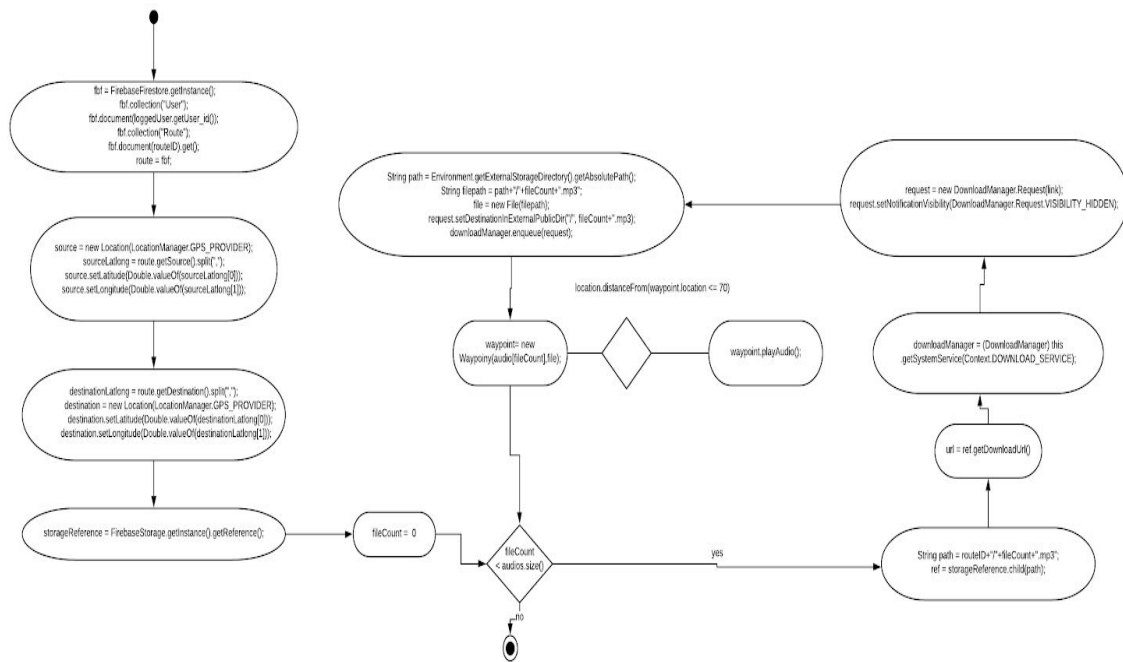 fbf = FirebaseFirestore.getInstance();
fbf.collection("User");
fbf.document(loggedUser.getUser_id());
fbf.collection("Route");
fbf.document(routeID).get();
route = fbf;
source = new Location(LocationManager.GPS_PROVIDER);
sourceLatlong = route.getSource().split(",");
source.setLatitude(Double.valueOf(sourceLatlong[0]));
source.setLongitude(Double.valueOf(sourceLatlong[1]));
destinationLatlong = route.getDestination().split(",");
destination = new Location(LocationManager.GPS_PROVIDER);
destination.setLatitude(Double.valueOf(destinationLatlong[0]));
destination.setLongitude(Double.valueOf(destinationLatlong[1]));
storageReference = FirebaseStorage.getInstance().getReference();
fileCount = 0
fileCount
< audios.size()
no
yes
String path = routeID+"/"+fileCount+".mp3";
ref = storageReference.child(path);
url = ref.getDownloadUrl()
downloadManager = (DownloadManager) this
.getSystemService(Context.DOWNLOAD_SERVICE);
request = new DownloadManager.Request(link);
request.setNotificationVisibility(DownloadManager.Request.VISIBILITY_HIDDEN);
String path = Environment.getExternalStorageDirectory().getAbsolutePath();
String filepath = path+"/"+fileCount+".mp3";
file = new File(filepath);
request.setDestinationInExternalPublicDir("/", fileCount+".mp3);
downloadManager.enqueue(request);
waypoint= new
Waypoiny(audio[fileCount],file);
location.distanceFrom(waypoint.location <= 70)
waypoint.playAudio();